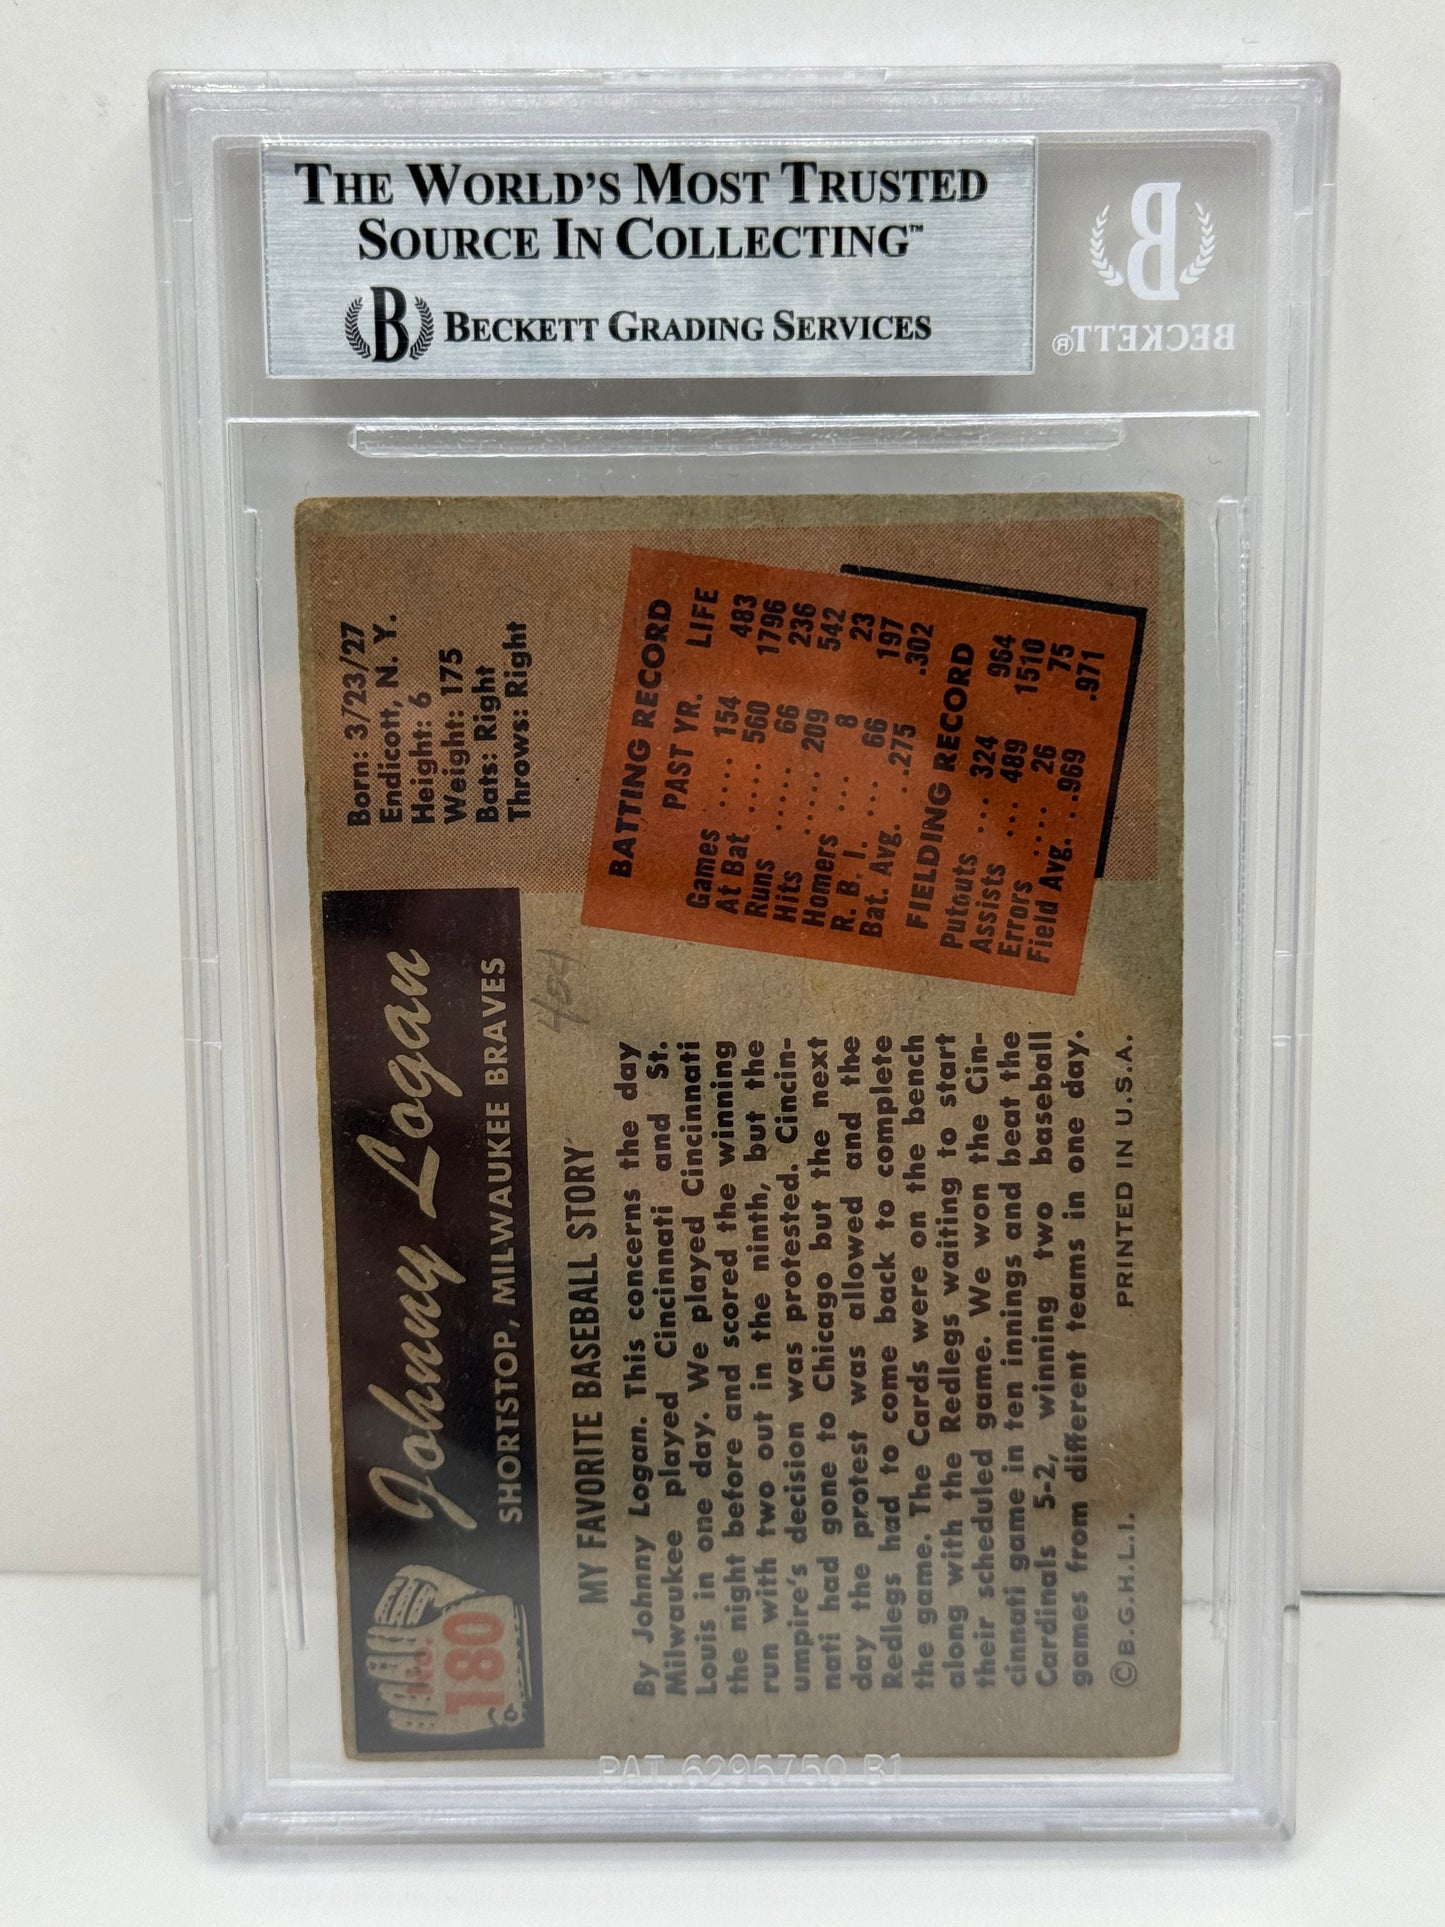 THE WORLD'S MOST TRUSTED
SOURCE IN COLLECTING™
B BECKETT GRADING SERVICES
B
BECKETT®
NO.
180
Johnny Logan
SHORTSTOP, MILWAUKEE BRAVES
Born: 3/23/27
Endicott, N. Y.
Height: 6
Weight: 175
Bats: Right
Throws: Right
MY FAVORITE BASEBALL STORY
By Johnny Logan. This concerns the day
Milwaukee played Cincinnati and St.
Louis in one day. We played Cincinnati
the night before and scored the winning
run with two out in the ninth, but the
umpire's decision was protested. Cincin-
nati had gone to Chicago but the next
day the protest was allowed and the
Redlegs had to come back to complete
the game. The Cards were on the bench
along with the Redlegs waiting to start
their scheduled game. We won the Cin-
cinnati game in ten innings and beat the
Cardinals 5-2, winning two baseball
games from different teams in one day.
©B.G.H.L.I. PRINTED IN U.S.A.
BATTING RECORD
PAST YR. LIFE
Games ..... 154 483
At Bat .... 560 1796
Runs ..... 66 236
Hits ..... 209 542
Homers ... 8 23
R. B. I. ... 66 197
Bat. Avg. . .275 .302
FIELDING RECORD
Putouts ... 324 964
Assists ... 489 1510
Errors .... 26 75
Field Avg. . .969 .971
PAT. 6295750 B1